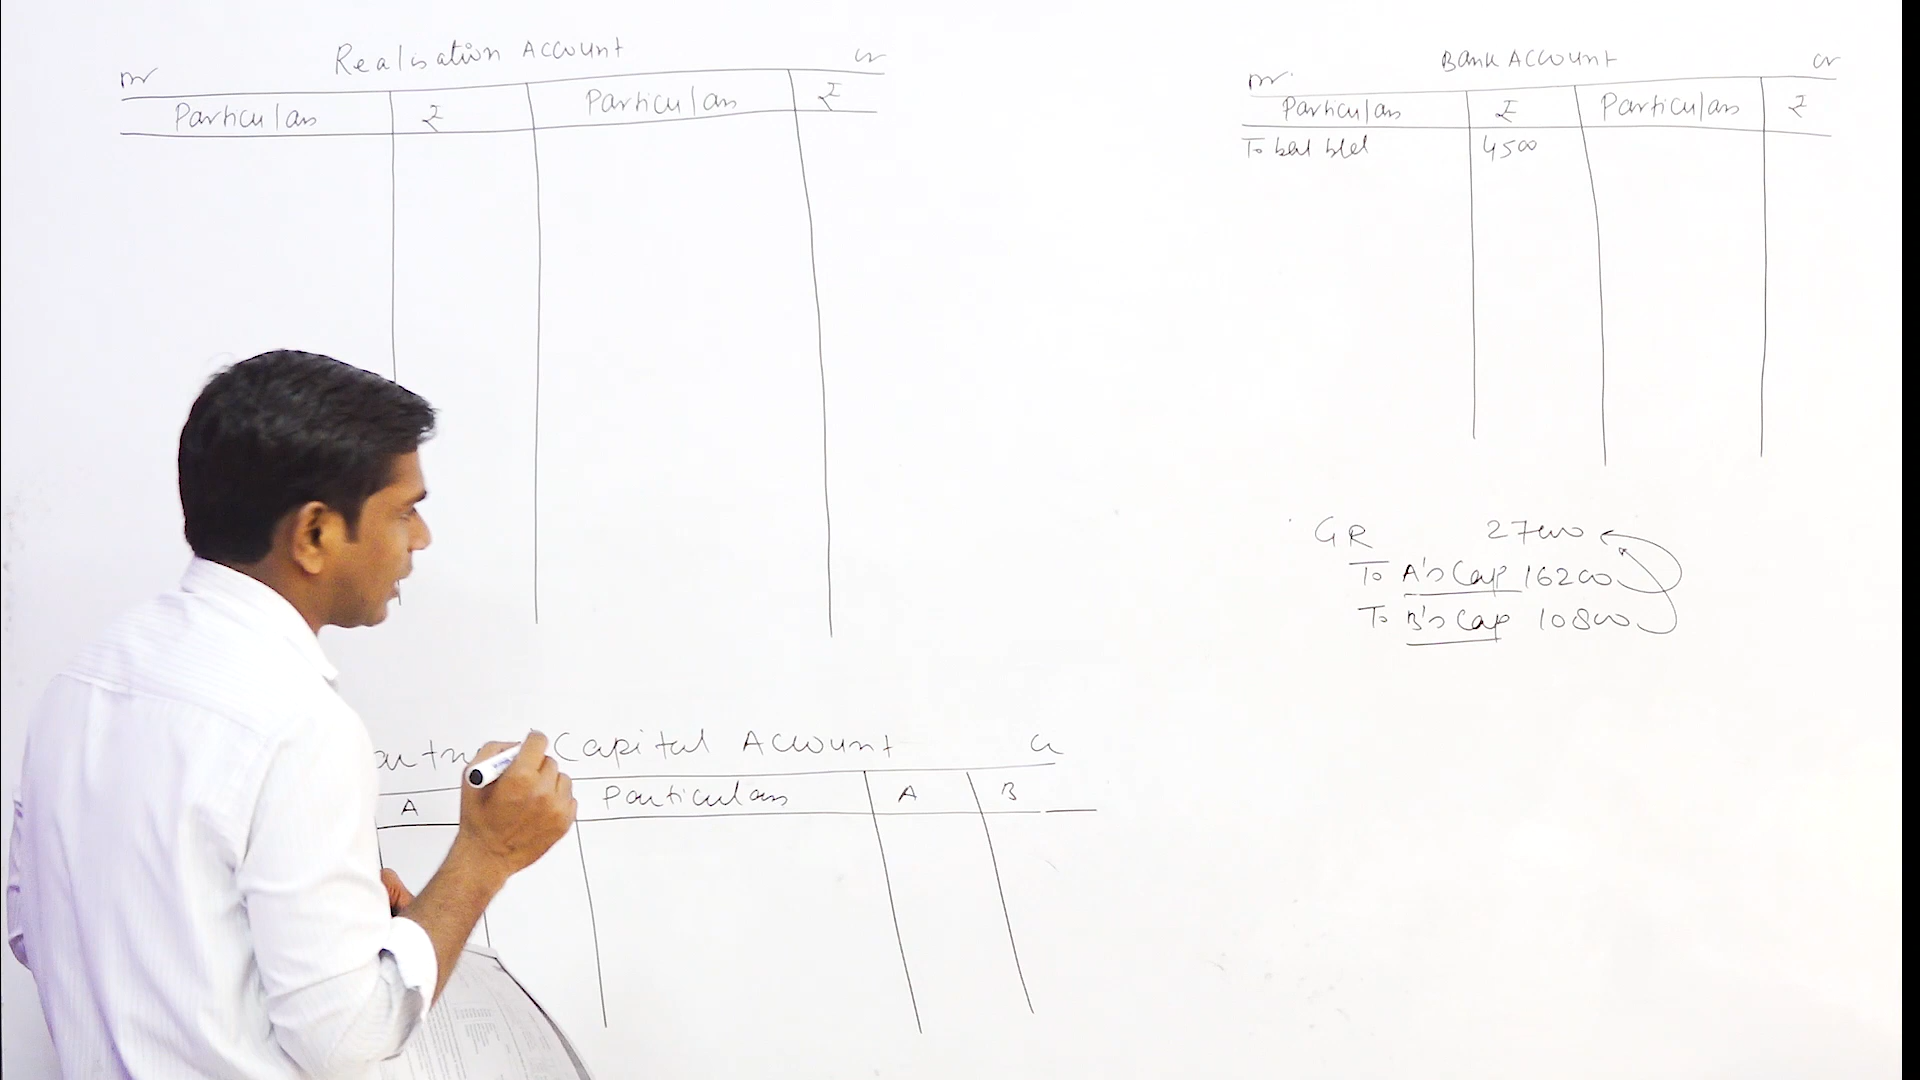 Realisation Account
Dr Cr
Particulars ₹ Particulars ₹
Bank Account
Dr. Cr
Particulars ₹ Particulars ₹
To bal b/d 4500
GR 27000
To A's Cap 16200
To B's Cap 10800
Capital Account Cr
A Particulars A B